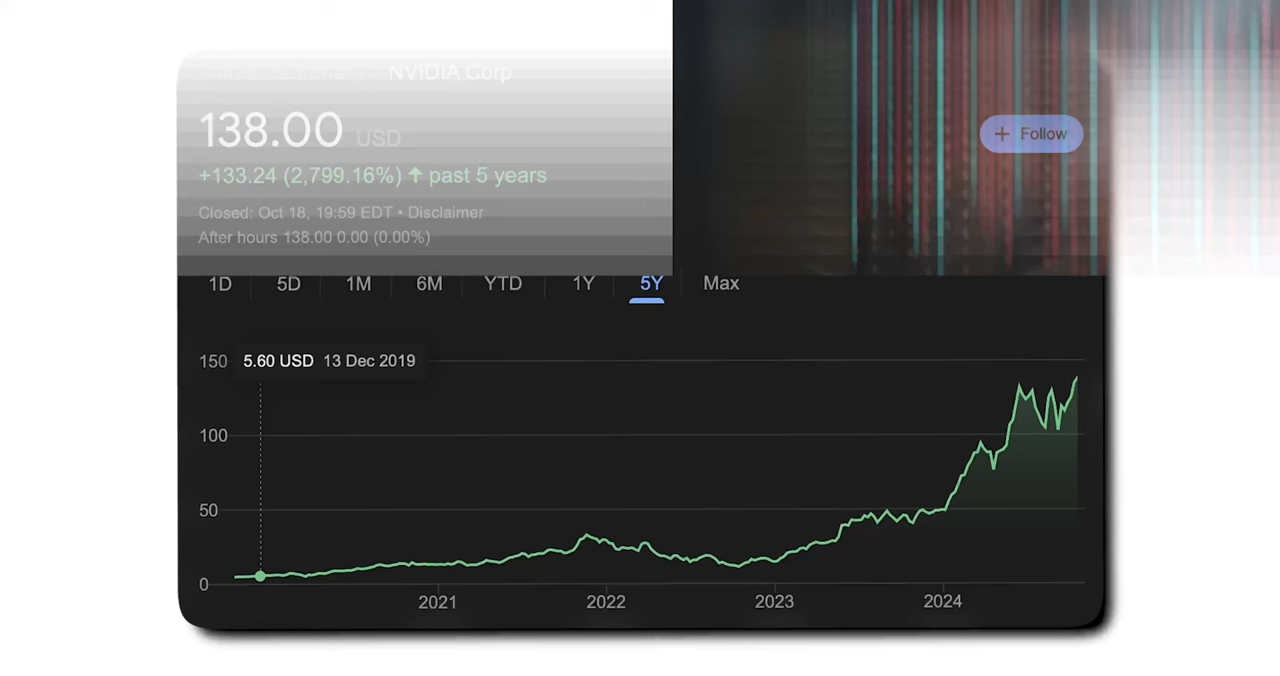 NVIDIA Corp
138.00 USD
+133.24 (2,799.16%) ↑ past 5 years
+ Follow
Closed: Oct 18, 19:59 EDT • Disclaimer
After hours 138.00 0.00 (0.00%)
1D 5D 1M 6M YTD 1Y 5Y Max
5.60 USD 13 Dec 2019
150
100
50
0
2021 2022 2023 2024